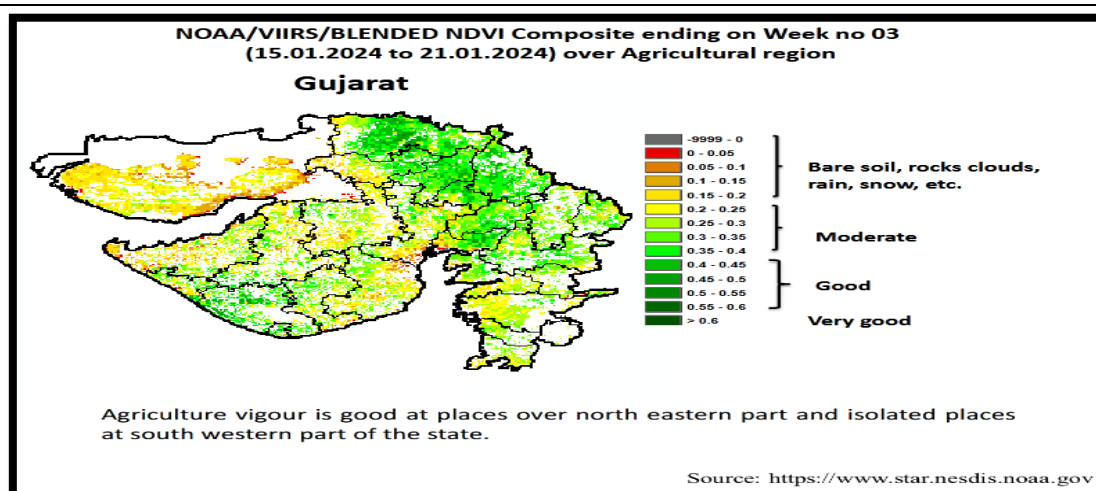 NOAA/VIIRS/BLENDED NDVI Composite ending on Week no 03
(15.01.2024 to 21.01.2024) over Agricultural region
Gujarat
-9999 - 0
0 - 0.05
0.05 - 0.1
0.1 - 0.15
0.15 - 0.2
0.2 - 0.25
0.25 - 0.3
0.3 - 0.35
0.35 - 0.4
0.4 - 0.45
0.45 - 0.5
0.5 - 0.55
0.55 - 0.6
> 0.6
Bare soil, rocks clouds,
rain, snow, etc.
Moderate
Good
Very good
Agriculture vigour is good at places over north eastern part and isolated places
at south western part of the state.
Source: https://www.star.nesdis.noaa.gov